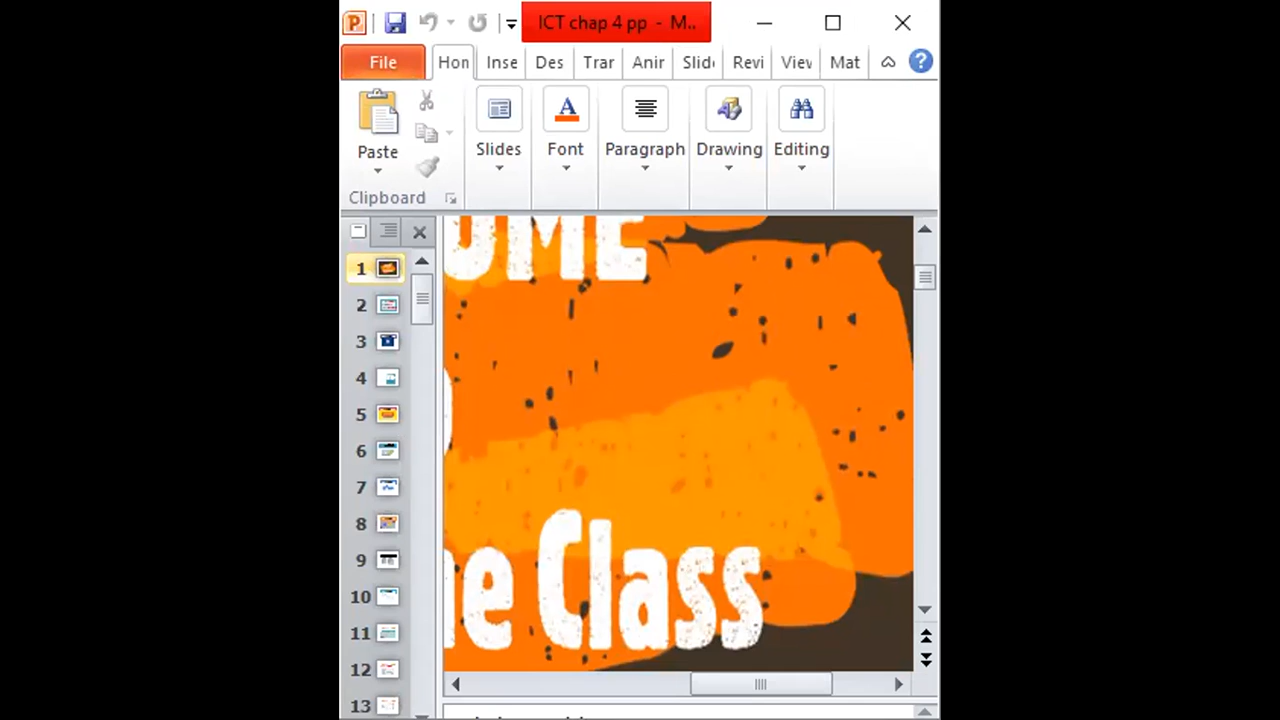 ICT chap 4 pp - M..
File Hon Inse Des Trar Anir Slid Revi Viev Mat
Paste
Slides
Font
Paragraph
Drawing
Editing
Clipboard
1
2
3
4
5
6
7
8
9
10
11
12
13
OME
e Class